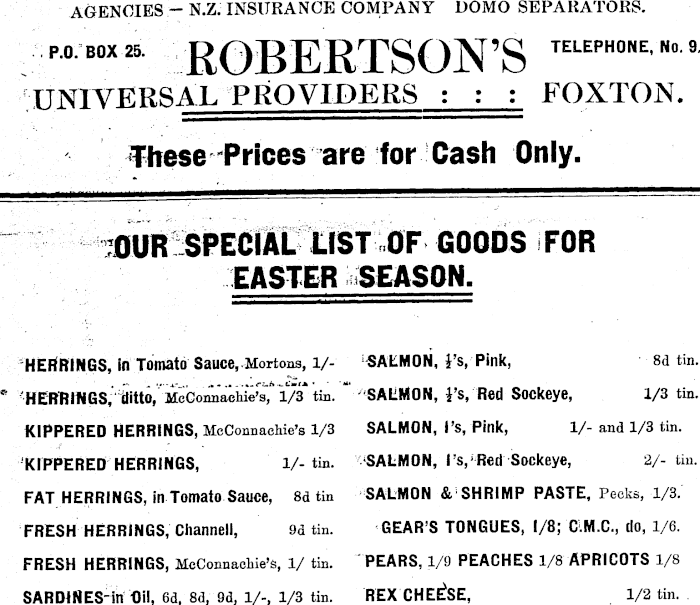 AGENCIES — N.Z. INSURANCE COMPANY DOMO SEPARATORS.
P.O. BOX 25.
ROBERTSON'S
TELEPHONE, No. 9.
UNIVERSAL PROVIDERS : : : FOXTON.
These Prices are for Cash Only.
OUR SPECIAL LIST OF GOODS FOR
EASTER SEASON.
HERRINGS, in Tomato Sauce, Mortons, 1/-
HERRINGS, ditto, McConnachie's, 1/3 tin.
KIPPERED HERRINGS, McConnachie's 1/3
KIPPERED HERRINGS, 1/- tin.
FAT HERRINGS, in Tomato Sauce, 8d tin
FRESH HERRINGS, Channell, 9d tin.
FRESH HERRINGS, McConnachie's, 1/ tin.
SARDINES in Oil, 6d, 8d, 9d, 1/-, 1/3 tin.
SALMON, ½'s, Pink, 8d tin.
SALMON, ½'s, Red Sockeye, 1/3 tin.
SALMON, 1's, Pink, 1/- and 1/3 tin.
SALMON, 1's, Red Sockeye, 2/- tin.
SALMON & SHRIMP PASTE, Pecks, 1/3.
GEAR'S TONGUES, 1/8; C.M.C., do, 1/6.
PEARS, 1/9 PEACHES 1/8 APRICOTS 1/8
REX CHEESE, 1/2 tin.